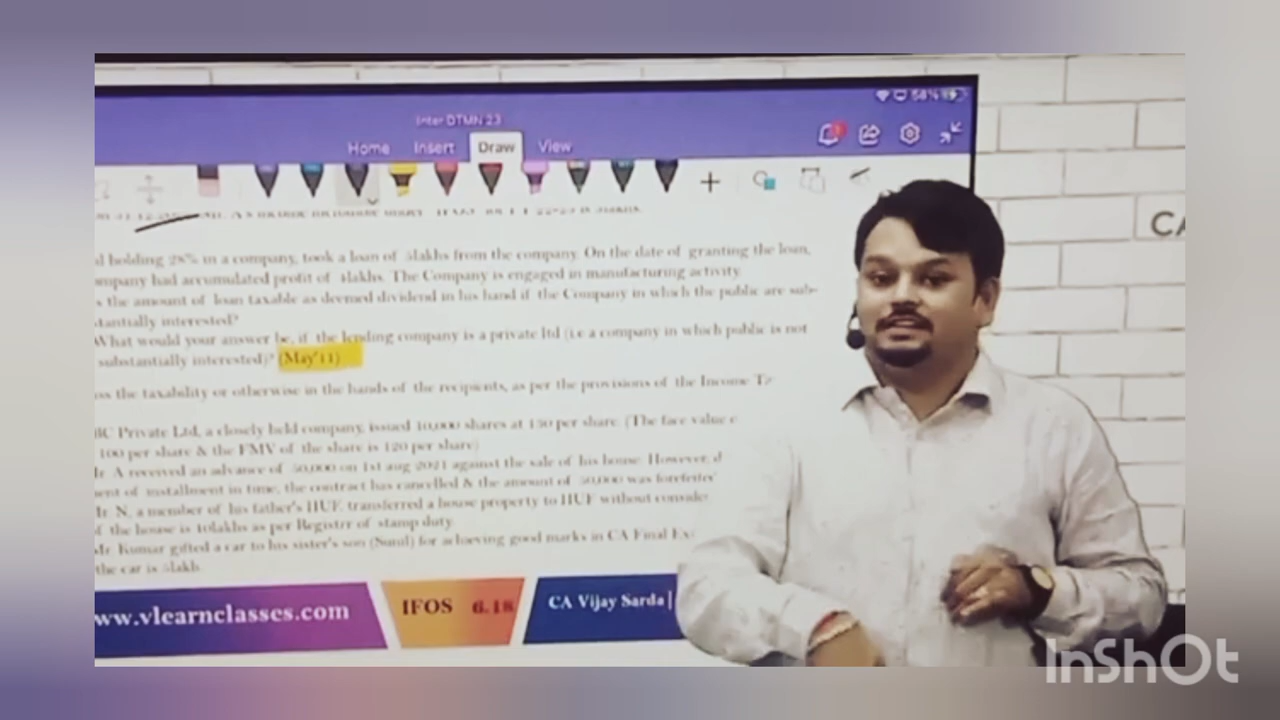 58%
Inter DTMN 23
Home Insert Draw View
holding 28% in a company, took a loan of 5lakhs from the company. On the date of granting the loan,
company had accumulated profit of 4lakhs. The Company is engaged in manufacturing activity
the amount of loan taxable as deemed dividend in his hand if the Company in which the public are sub-
stantially interested?
What would your answer be, if the lending company is a private ltd (i.e a company in which public is not
substantially interested)? (May'11)
the taxability or otherwise in the hands of the recipients, as per the provisions of the Income
Private Ltd, a closely held company, issued 10,000 shares at 130 per share. (The face value
100 per share & the FMV of the share is 120 per share)
A received an advance of 50,000 on 1st aug 2021 against the sale of his house. However,
of installment in time, the contract has cancelled & the amount of 50,000 was
Mr. N, a member of his father's HUF, transferred a house property to HUF without
of the house is 10lakhs as per Registrr of stamp duty
Mr. Kumar gifted a car to his sister's son (Sunil) for achieving good marks in CA Final
the car is 5lakh.
www.vlearnclasses.com
IFOS 6.18
CA Vijay Sarda |
CA
InShOt